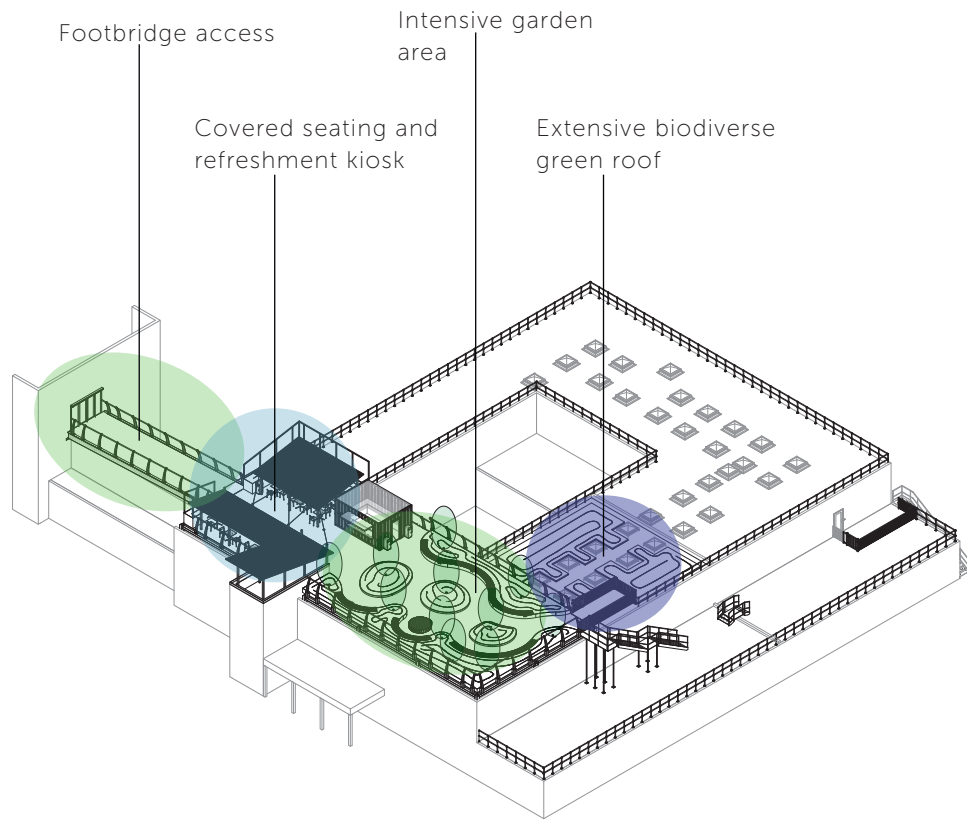 Footbridge access
Intensive garden
area
Covered seating and
refreshment kiosk
Extensive biodiverse
green roof